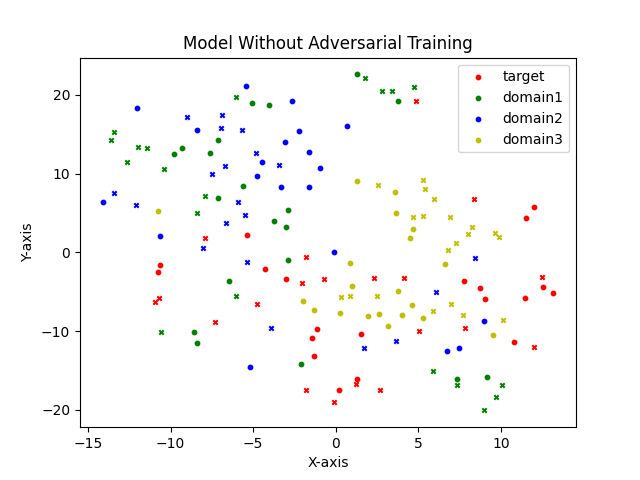 Model Without Adversarial Training
target
domain1
domain2
domain3
20
10
0
−10
−20
Y-axis
−15
−10
−5
0
5
10
X-axis